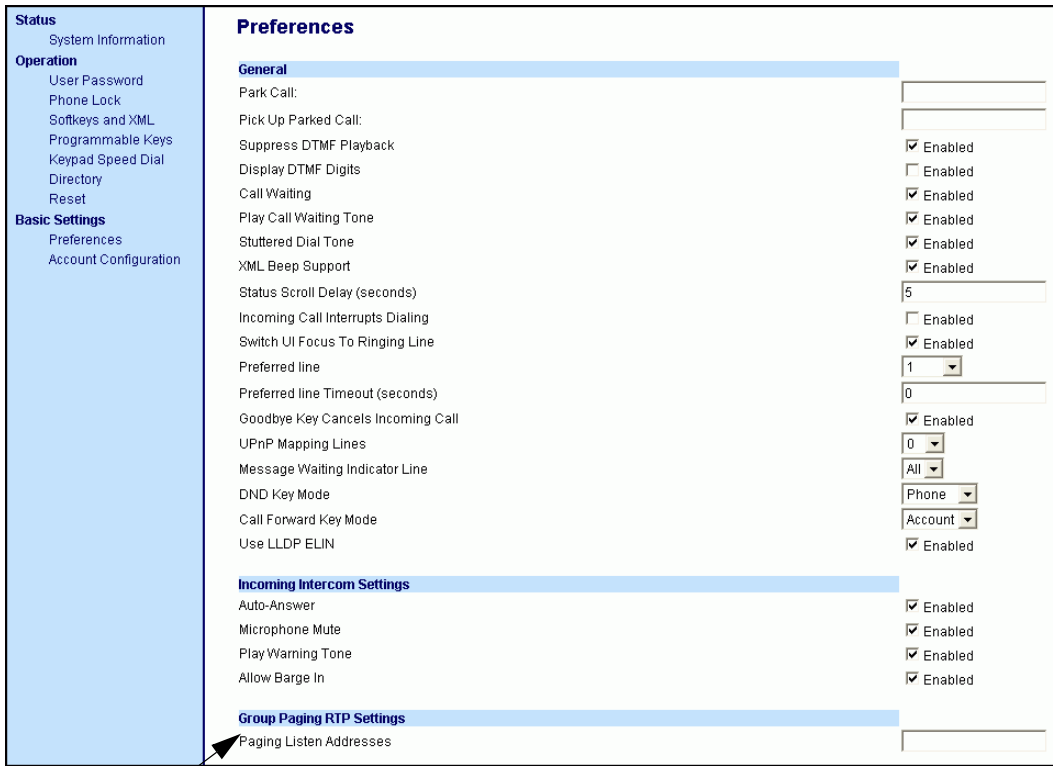 Status
System Information
Operation
User Password
Phone Lock
Softkeys and XML
Programmable Keys
Keypad Speed Dial
Directory
Reset
Basic Settings
Preferences
Account Configuration
Preferences
General
Park Call:
Pick Up Parked Call:
Suppress DTMF Playback Enabled
Display DTMF Digits Enabled
Call Waiting Enabled
Play Call Waiting Tone Enabled
Stuttered Dial Tone Enabled
XML Beep Support Enabled
Status Scroll Delay (seconds) 5
Incoming Call Interrupts Dialing Enabled
Switch UI Focus To Ringing Line Enabled
Preferred line 1
Preferred line Timeout (seconds) 0
Goodbye Key Cancels Incoming Call Enabled
UPnP Mapping Lines 0
Message Waiting Indicator Line All
DND Key Mode Phone
Call Forward Key Mode Account
Use LLDP ELIN Enabled
Incoming Intercom Settings
Auto-Answer Enabled
Microphone Mute Enabled
Play Warning Tone Enabled
Allow Barge In Enabled
Group Paging RTP Settings
Paging Listen Addresses